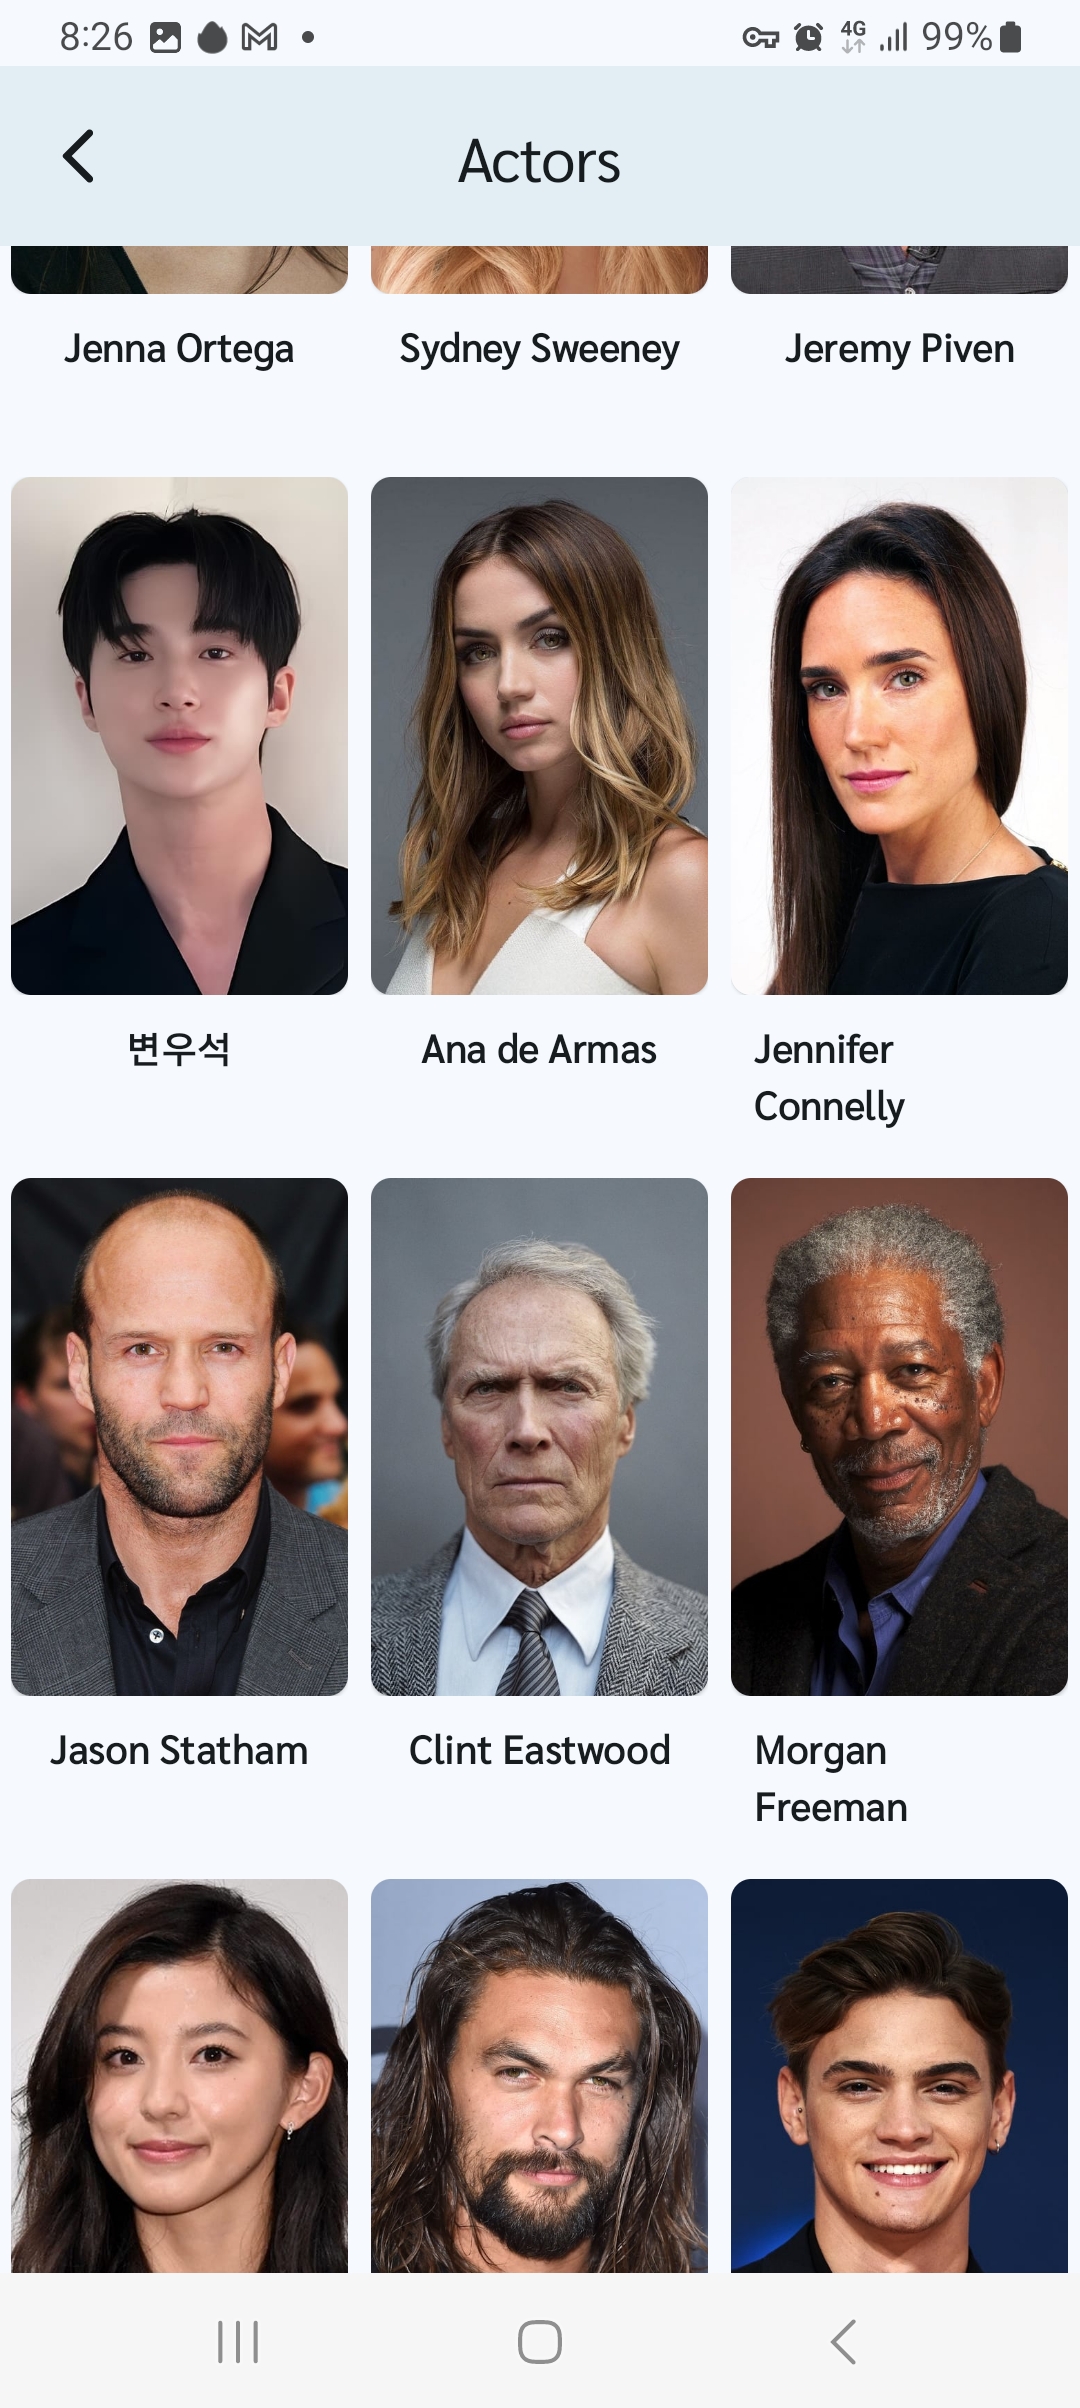 8:26 4G 99%
Actors
Jenna Ortega Sydney Sweeney Jeremy Piven
변우석 Ana de Armas Jennifer
Connelly
Jason Statham Clint Eastwood Morgan
Freeman